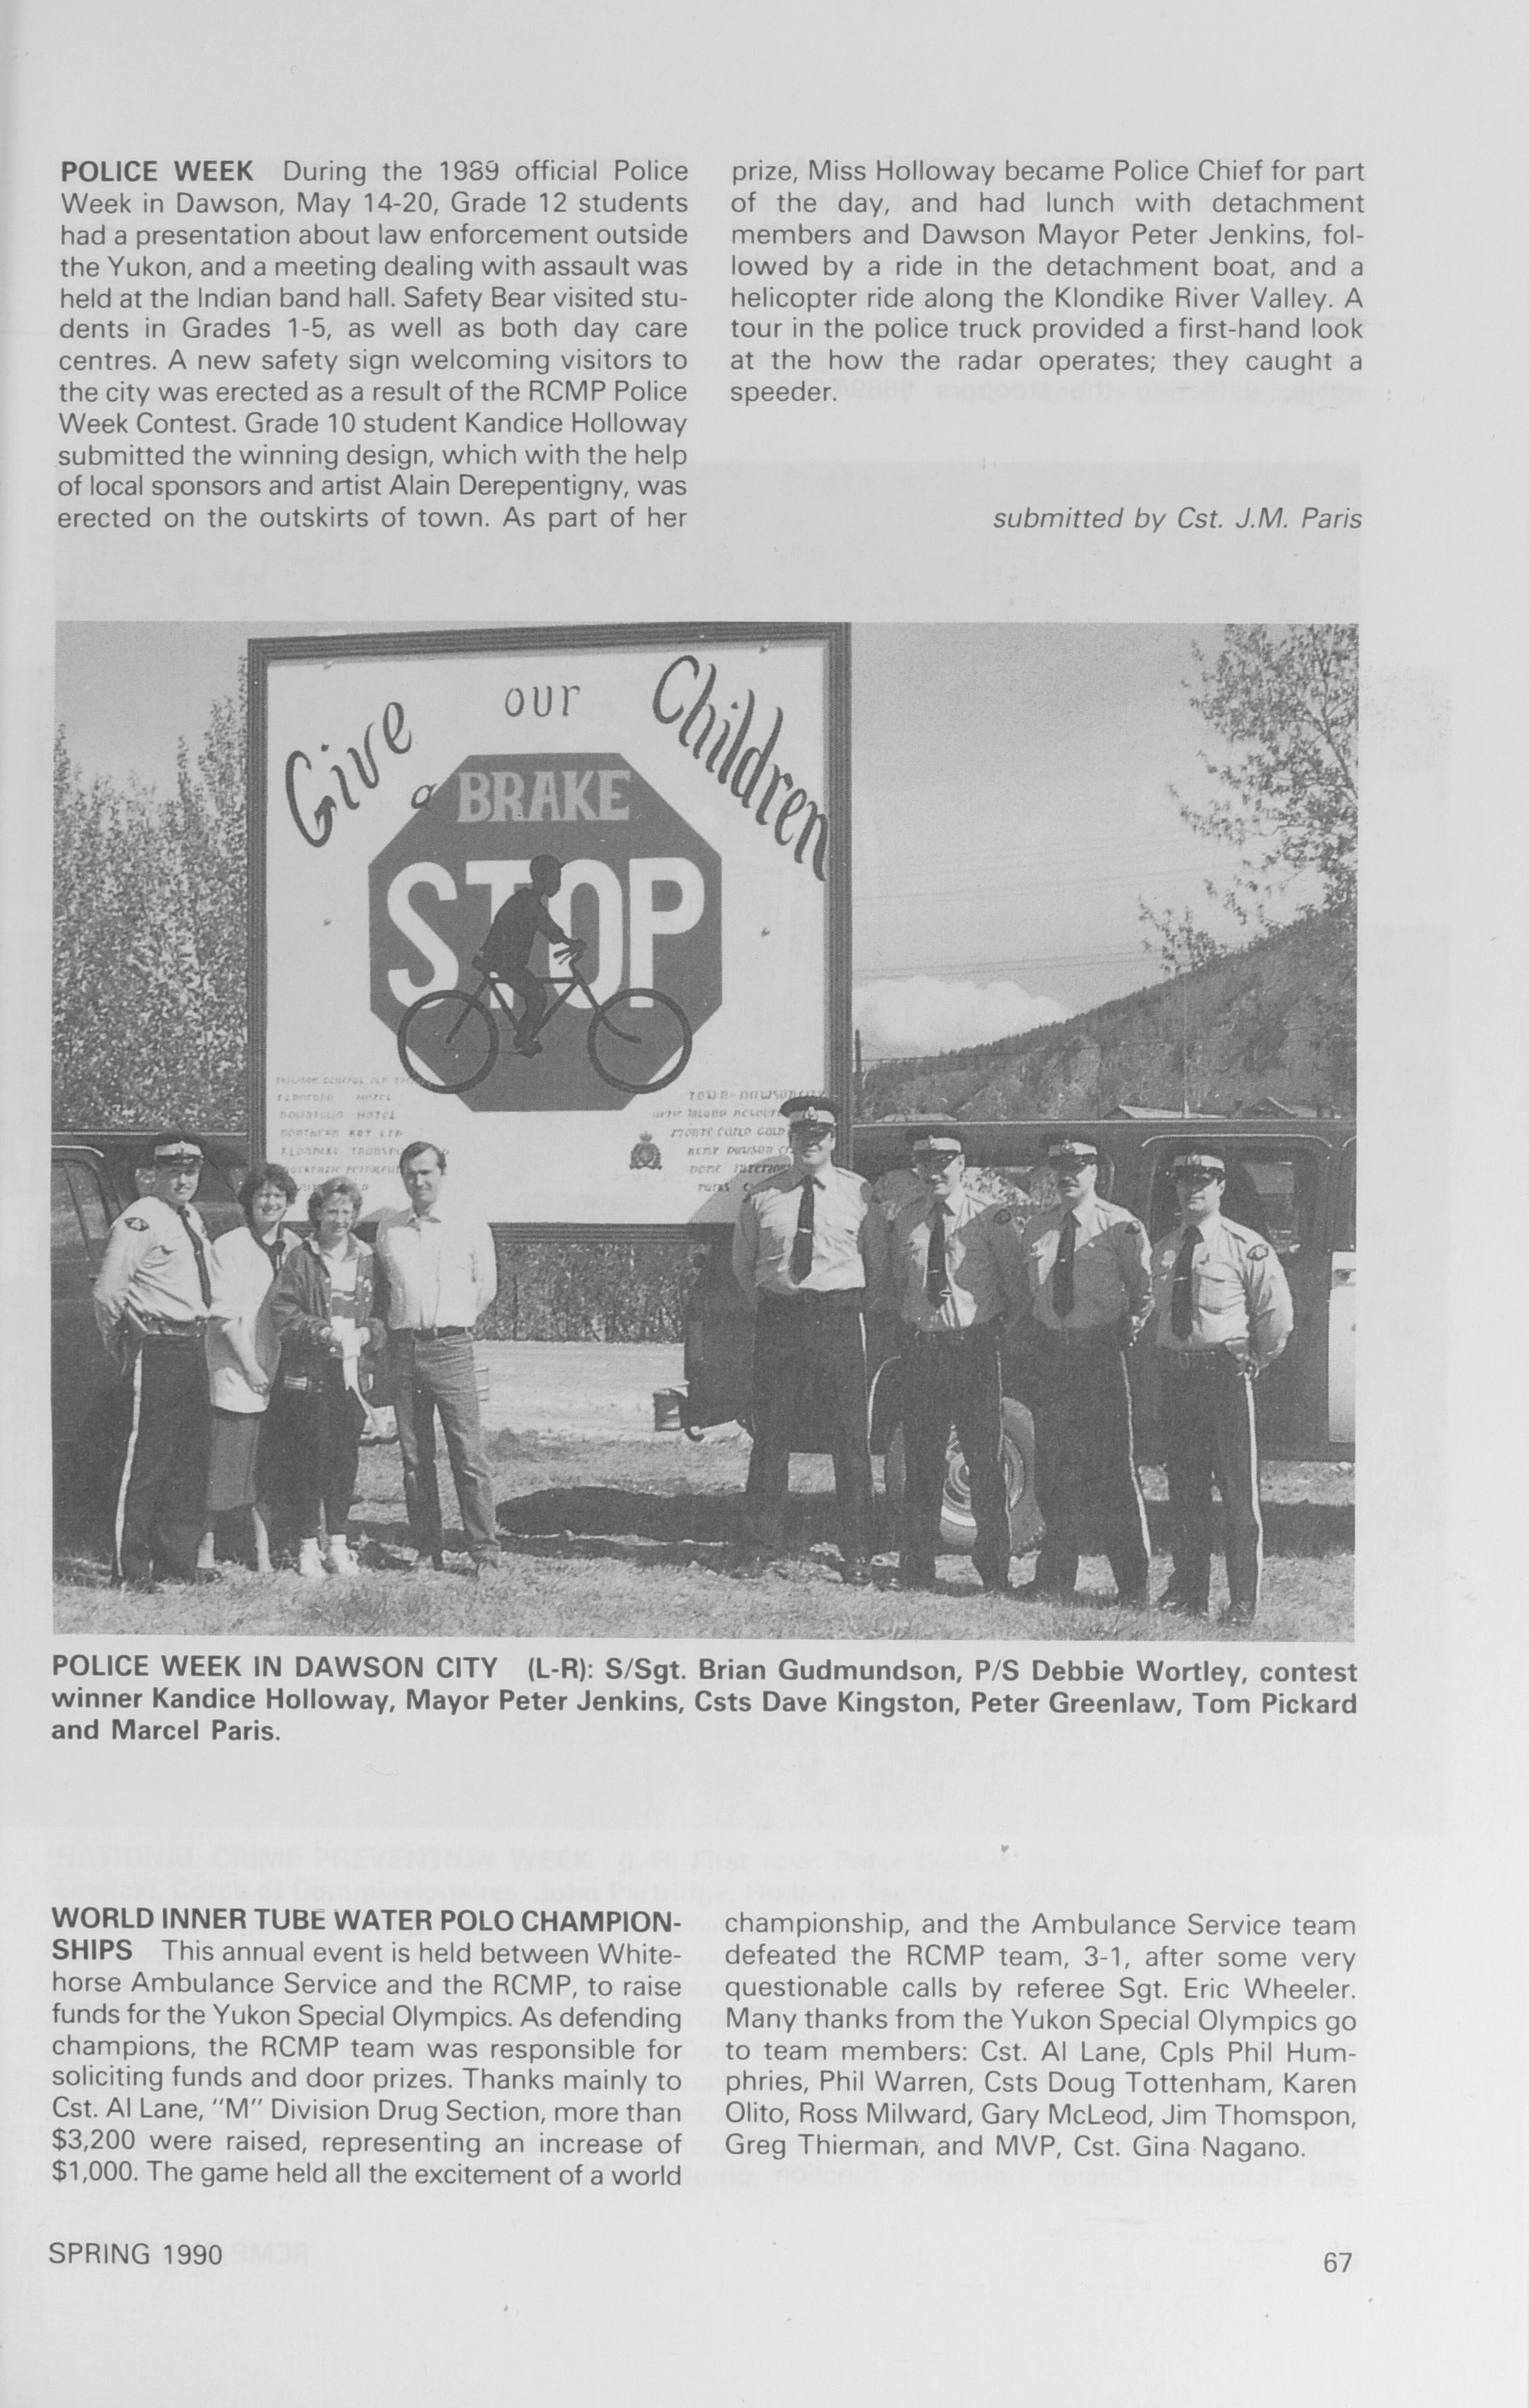 POLICE WEEK During the 1989 official Police
Week in Dawson, May 14-20, Grade 12 students
had a presentation about law enforcement outside
the Yukon, and a meeting dealing with assault was
held at the Indian band hall. Safety Bear visited stu-
dents in Grades 1-5, as well as both day care
centres. A new safety sign welcoming visitors to
the city was erected as a result of the RCMP Police
Week Contest. Grade 10 student Kandice Holloway
submitted the winning design, which with the help
of local sponsors and artist Alain Derepentigny, was
erected on the outskirts of town. As part of her
prize, Miss Holloway became Police Chief for part
of the day, and had lunch with detachment
members and Dawson Mayor Peter Jenkins, fol-
lowed by a ride in the detachment boat, and a
helicopter ride along the Klondike River Valley. A
tour in the police truck provided a first-hand look
at the how the radar operates; they caught a
speeder.
submitted by Cst. J.M. Paris
Give our Children
a BRAKE
STOP
HOTEL
DOWNTOWN HOTEL
NORTHERN
KLONDIKE
TOWN
MONTE CARLO GOLD
POLICE WEEK IN DAWSON CITY (L-R): S/Sgt. Brian Gudmundson, P/S Debbie Wortley, contest
winner Kandice Holloway, Mayor Peter Jenkins, Csts Dave Kingston, Peter Greenlaw, Tom Pickard
and Marcel Paris.
WORLD INNER TUBE WATER POLO CHAMPION-
SHIPS This annual event is held between White-
horse Ambulance Service and the RCMP, to raise
funds for the Yukon Special Olympics. As defending
champions, the RCMP team was responsible for
soliciting funds and door prizes. Thanks mainly to
Cst. Al Lane, "M" Division Drug Section, more than
$3,200 were raised, representing an increase of
$1,000. The game held all the excitement of a world
championship, and the Ambulance Service team
defeated the RCMP team, 3-1, after some very
questionable calls by referee Sgt. Eric Wheeler.
Many thanks from the Yukon Special Olympics go
to team members: Cst. Al Lane, Cpls Phil Hum-
phries, Phil Warren, Csts Doug Tottenham, Karen
Olito, Ross Milward, Gary McLeod, Jim Thomspon,
Greg Thierman, and MVP, Cst. Gina Nagano.
SPRING 1990
67